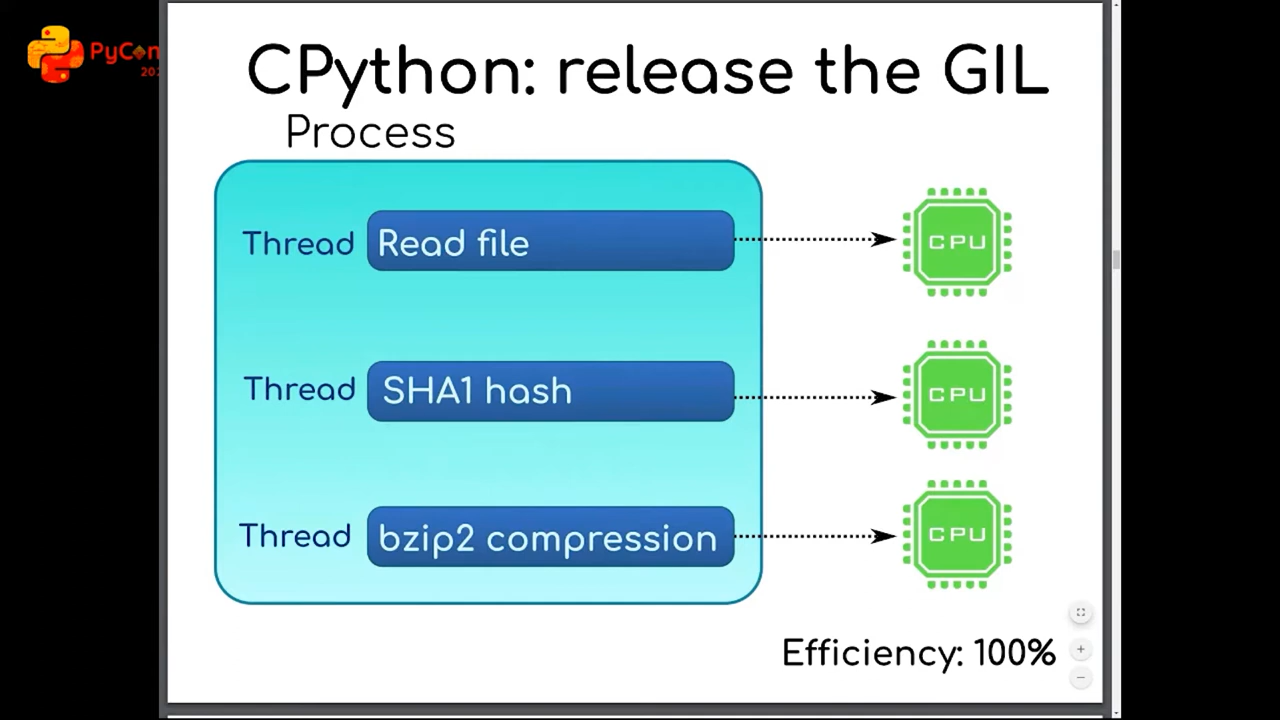 PyCon
CPython: release the GIL
Process
Thread Read file
CPU
Thread SHA1 hash
CPU
Thread bzip2 compression
CPU
Efficiency: 100%